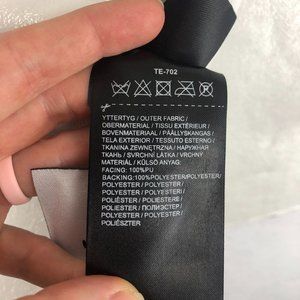 TE-702
YTTERTYG / OUTER FABRIC /
OBERMATERIAL / TISSU EXTÉRIEUR /
BOVENMATERIAAL / PÄÄLLYSKANGAS /
TELA EXTERIOR / TESSUTO ESTERNO /
TKANINA ZEWNĘTRZNA / НАРУЖНАЯ
ТКАНЬ / SVRCHNÍ LÁTKA / VRCHNÝ
MATERIÁL / KÜLSŐ ANYAG:
FACING: 100%PU
BACKING:100%POLYESTER/POLYESTER/
POLYESTER / POLYESTER /
POLYESTER / POLYESTERI /
POLIÉSTER / POLIESTERE /
POLIESTER / ПОЛИЭСТЕР /
POLYESTER / POLYESTER /
POLIÉSZTER